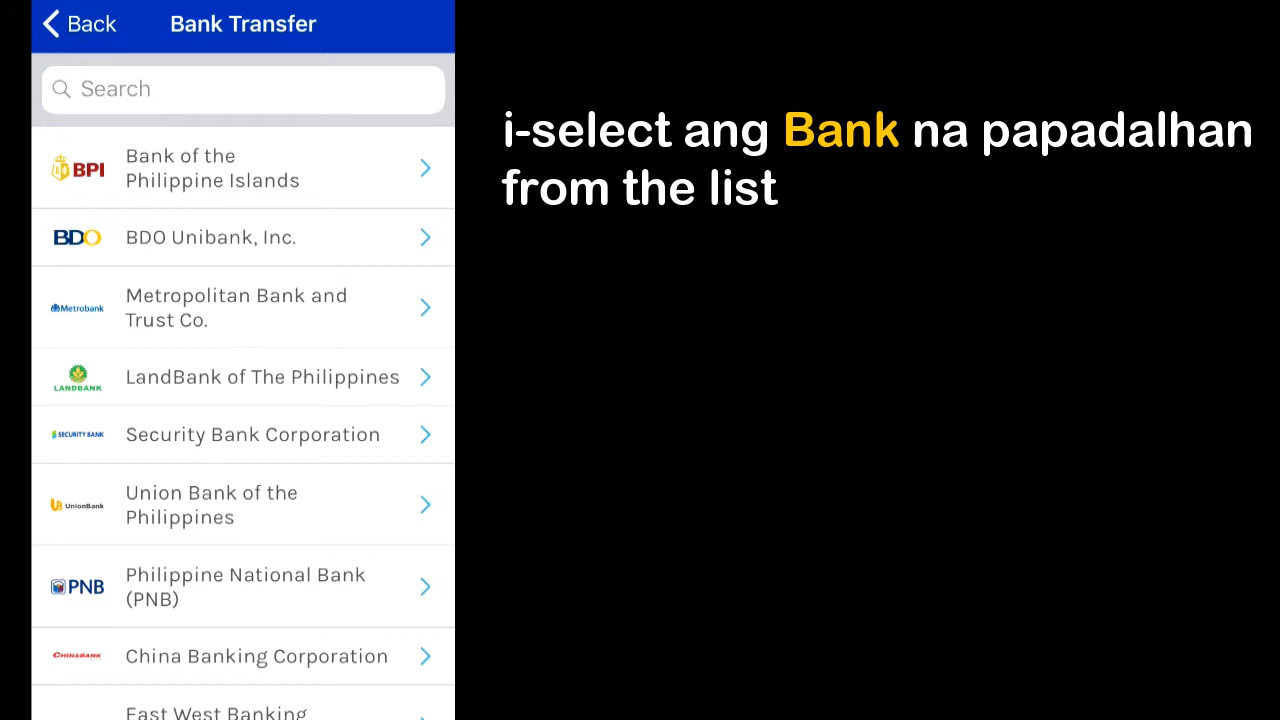 Back
Bank Transfer
Search
BPI
Bank of the
Philippine Islands
BDO
BDO Unibank, Inc.
Metrobank
Metropolitan Bank and
Trust Co.
LANDBANK
LandBank of The Philippines
SECURITY BANK
Security Bank Corporation
UB UnionBank
Union Bank of the
Philippines
PNB
Philippine National Bank
(PNB)
CHINABANK
China Banking Corporation
East West Banking
i-select ang Bank na papadalhan
from the list